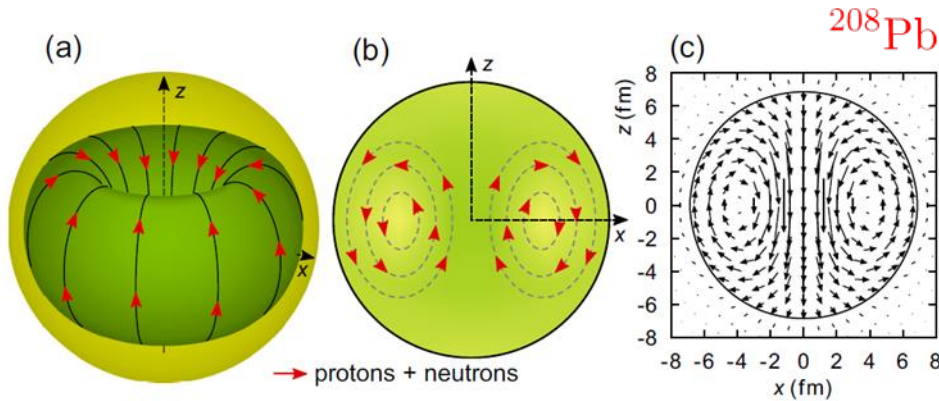 ²⁰⁸Pb
(a)
(b)
(c)
z
x
z
x
protons + neutrons
z (fm)
8
6
4
2
0
-2
-4
-6
-8
-8 -6 -4 -2 0 2 4 6 8
x (fm)